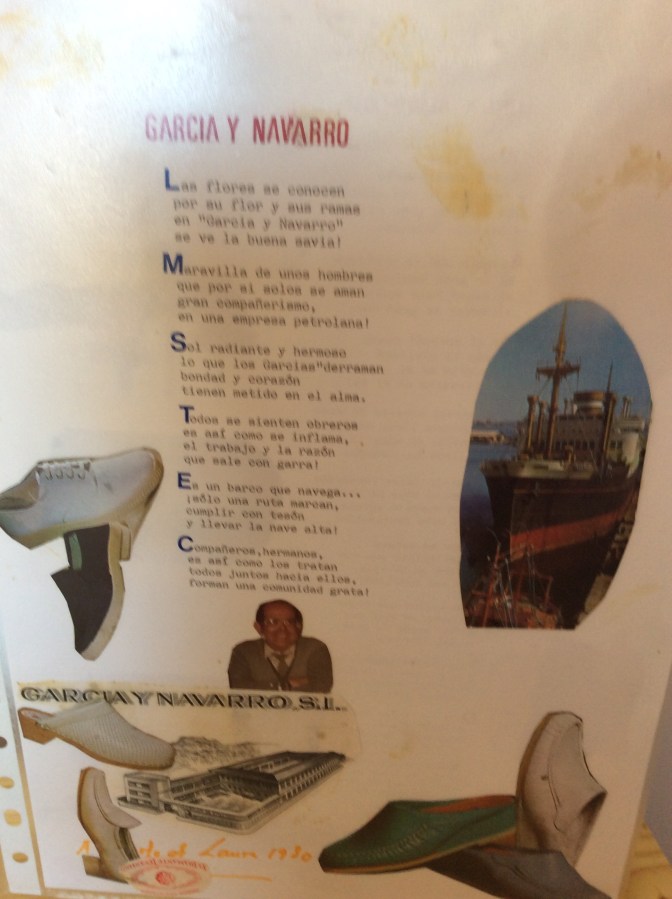 GARCIA Y NAVARRO
Las flores se conocen
por su flor y sus ramas
en "Garcia y Navarro"
se ve la buena savia!
Maravilla de unos hombres
que por si solos se aman
gran compañerismo,
en una empresa petrolana!
Sol radiante y hermoso
lo que los Garcias"derraman
bondad y corazón
tienen metido en el alma.
Todos se sienten obreros
es así como se inflama,
el trabajo y la razón
que sale con garra!
Es un barco que navega...
¡sólo una ruta marcan,
cumplir con tesón
y llevar la nave alta!
Compañeros,hermanos,
es así como los tratan
todos juntos hacia ellos,
forman una comunidad grata!
GARCIA Y NAVARRO, S.L.